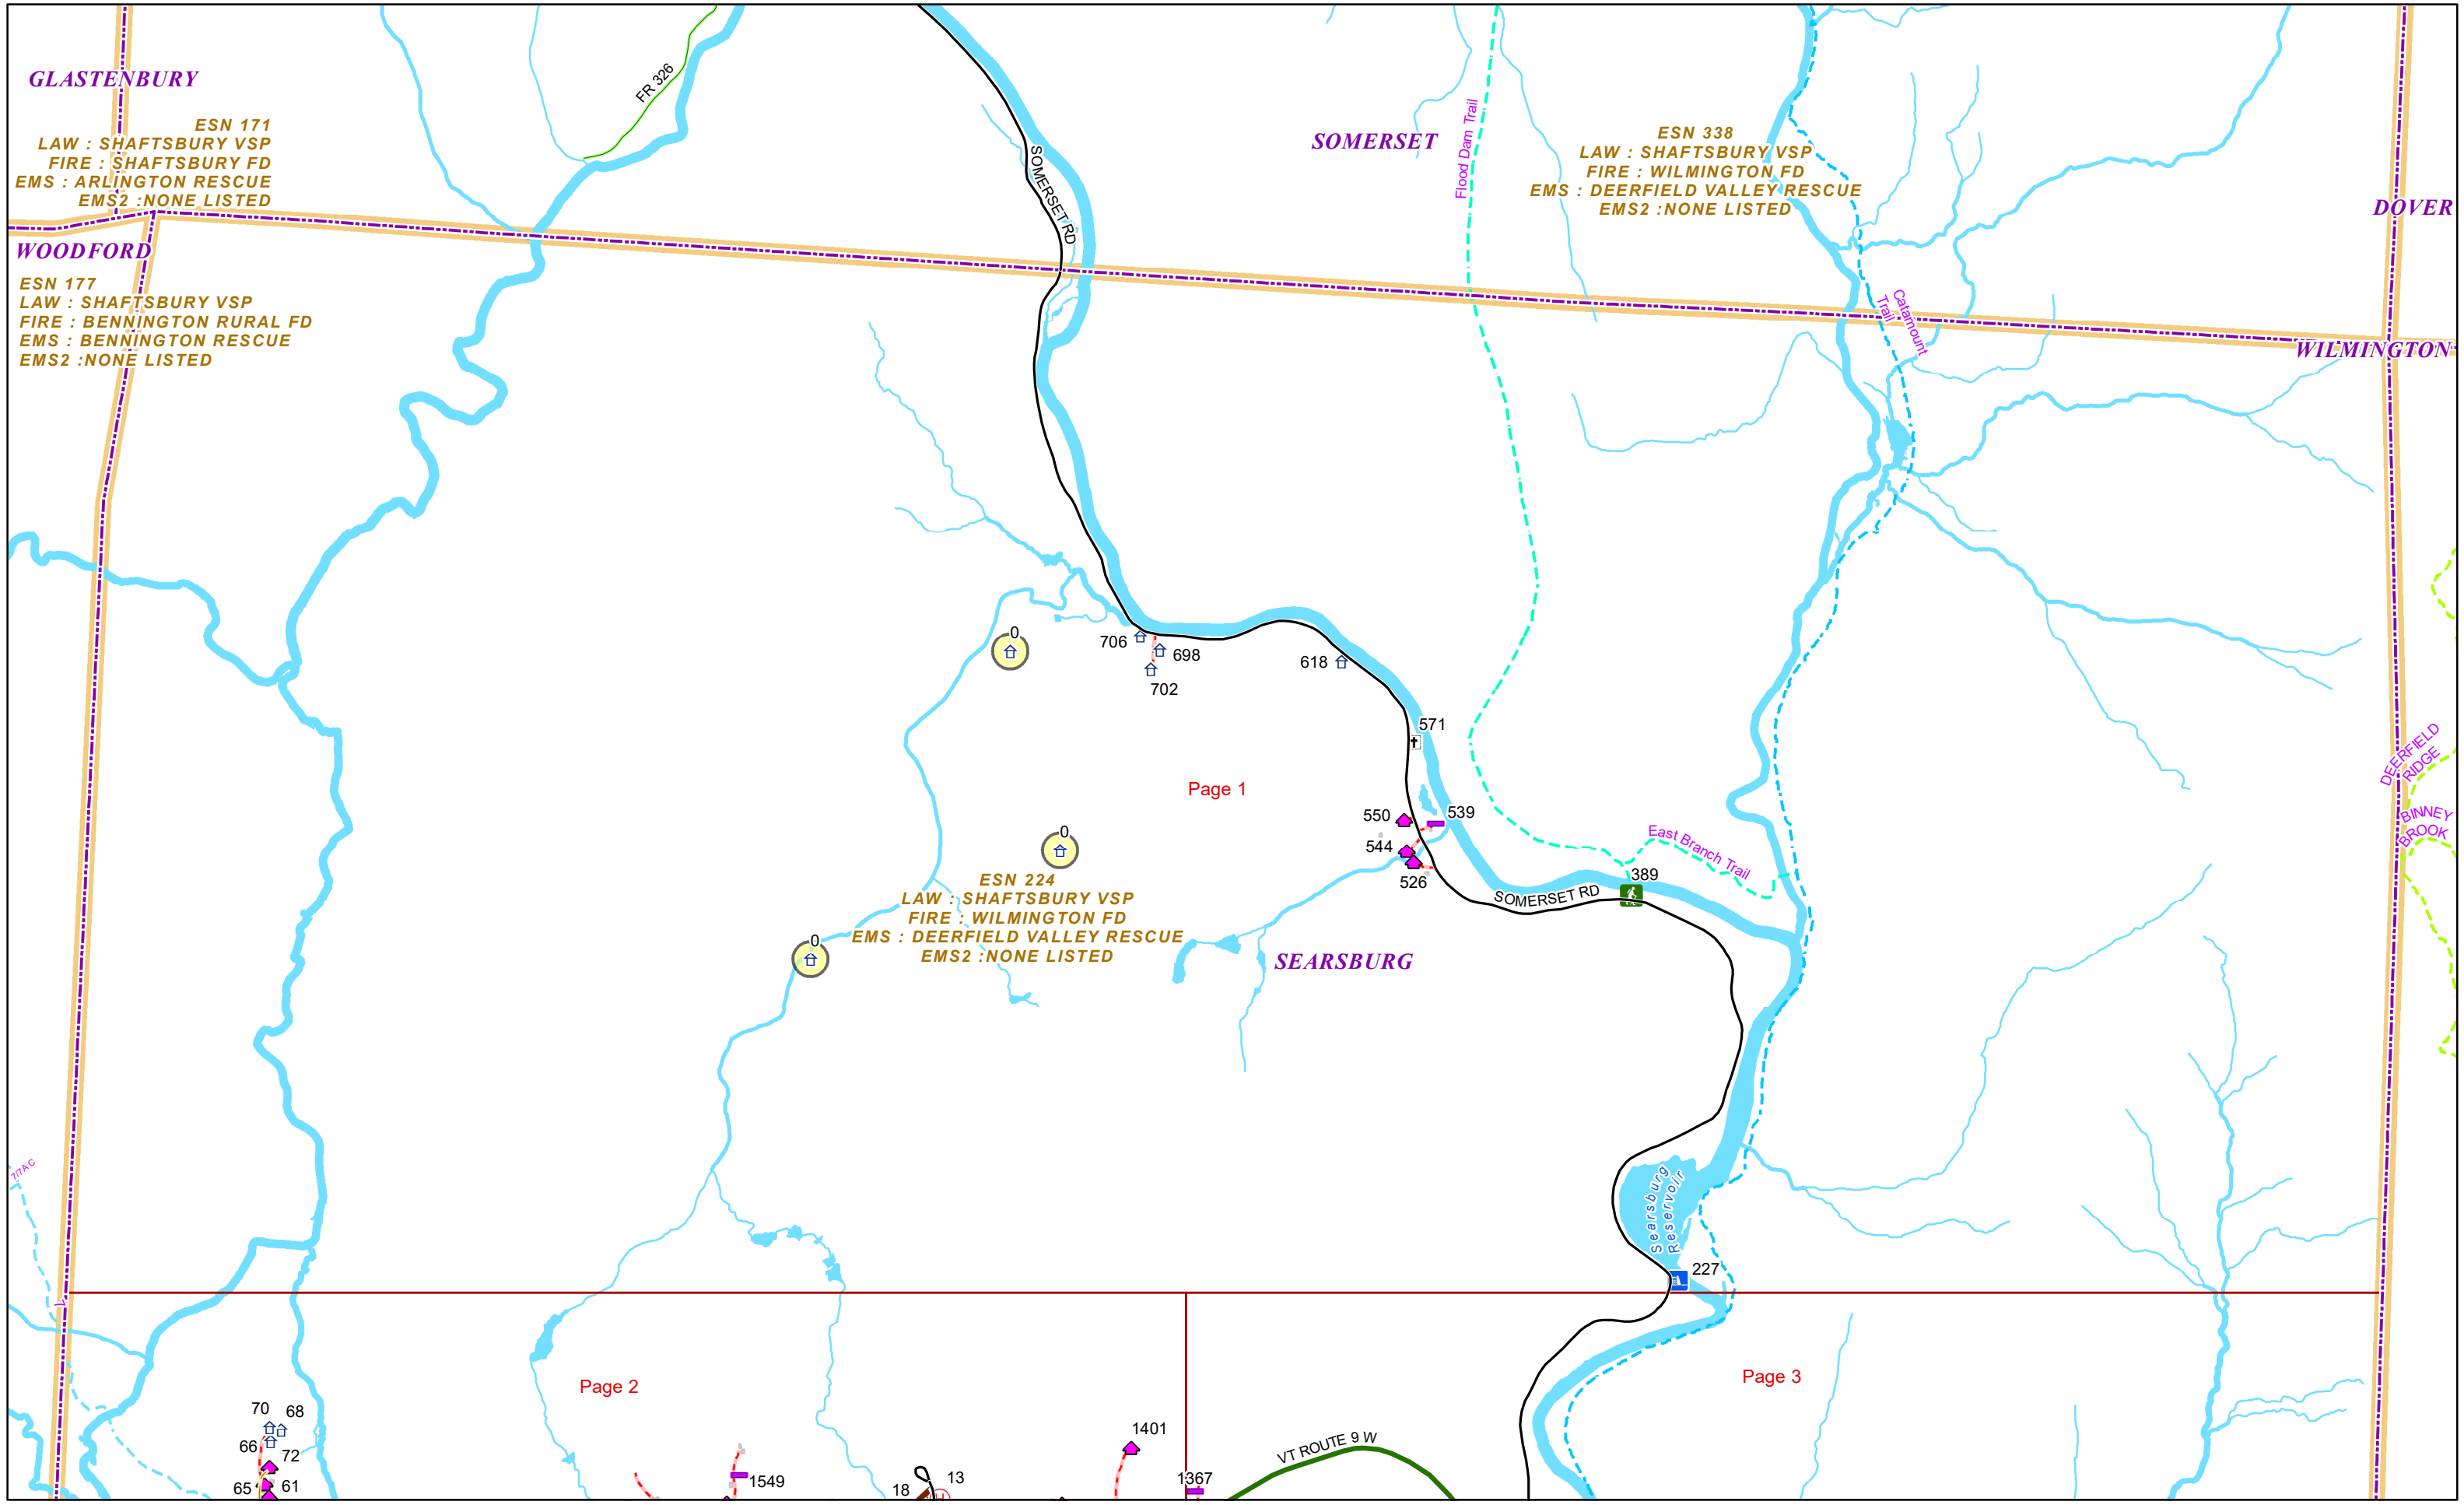 GLASTENBURY
ESN 171
LAW : SHAFTSBURY VSP
FIRE : SHAFTSBURY FD
EMS : ARLINGTON RESCUE
EMS2 :NONE LISTED
WOODFORD
ESN 177
LAW : SHAFTSBURY VSP
FIRE : BENNINGTON RURAL FD
EMS : BENNINGTON RESCUE
EMS2 :NONE LISTED
FR 326
SOMERSET RD
SOMERSET
Flood Dam Trail
ESN 338
LAW : SHAFTSBURY VSP
FIRE : WILMINGTON FD
EMS : DEERFIELD VALLEY RESCUE
EMS2 :NONE LISTED
DOVER
Catamount
Trail
WILMINGTON
0
706
698
702
618
571
Page 1
550
539
544
526
0
ESN 224
LAW : SHAFTSBURY VSP
FIRE : WILMINGTON FD
EMS : DEERFIELD VALLEY RESCUE
EMS2 :NONE LISTED
0
SEARSBURG
SOMERSET RD
389
East Branch Trail
DEERFIELD
RIDGE
BINNEY
BROOK
7/7A C
Searsburg
Reservoir
227
V
Page 2
Page 3
70
68
66
72
65
61
1549
18
13
H
1401
1367
VT ROUTE 9 W